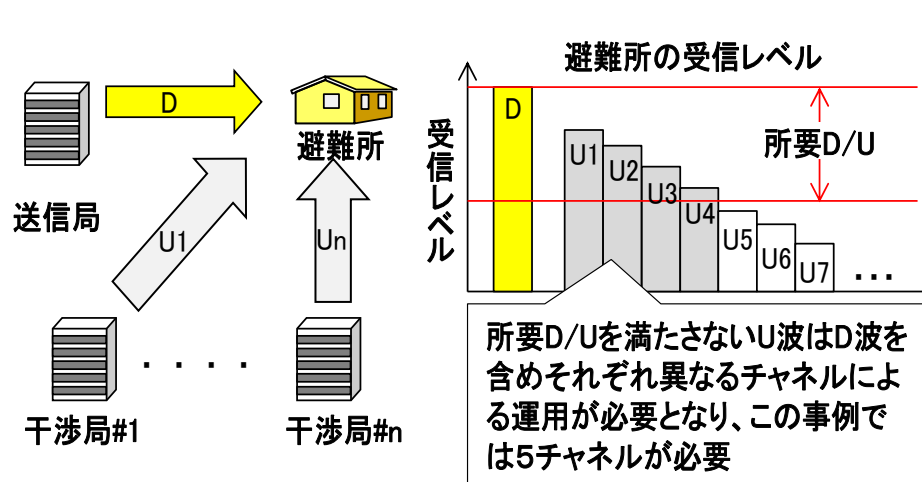 D
避難所
送信局
U1
Un
干渉局#1
・・・・
干渉局#n
避難所の受信レベル
受信レベル
D
U1
U2
U3
U4
U5
U6
U7
・・・
所要D/U
所要D/Uを満たさないU波はD波を
含めそれぞれ異なるチャネルによ
る運用が必要となり、この事例で
は5チャネルが必要